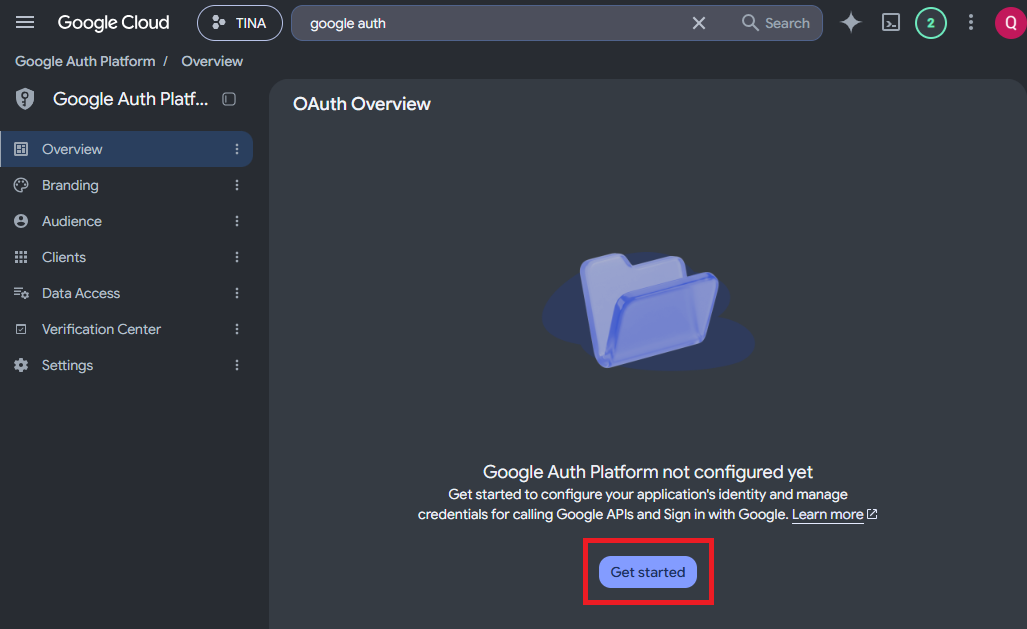 Google Cloud
TINA
google auth
Search
2
Q
Google Auth Platform / Overview
Google Auth Platf...
Overview
Branding
Audience
Clients
Data Access
Verification Center
Settings
OAuth Overview
Google Auth Platform not configured yet
Get started to configure your application's identity and manage
credentials for calling Google APIs and Sign in with Google. Learn more
Get started